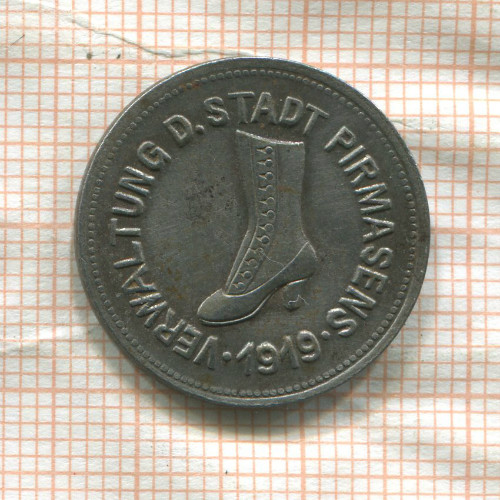 VERWALTUNG D. STADT PIRMASENS
· 1919 ·